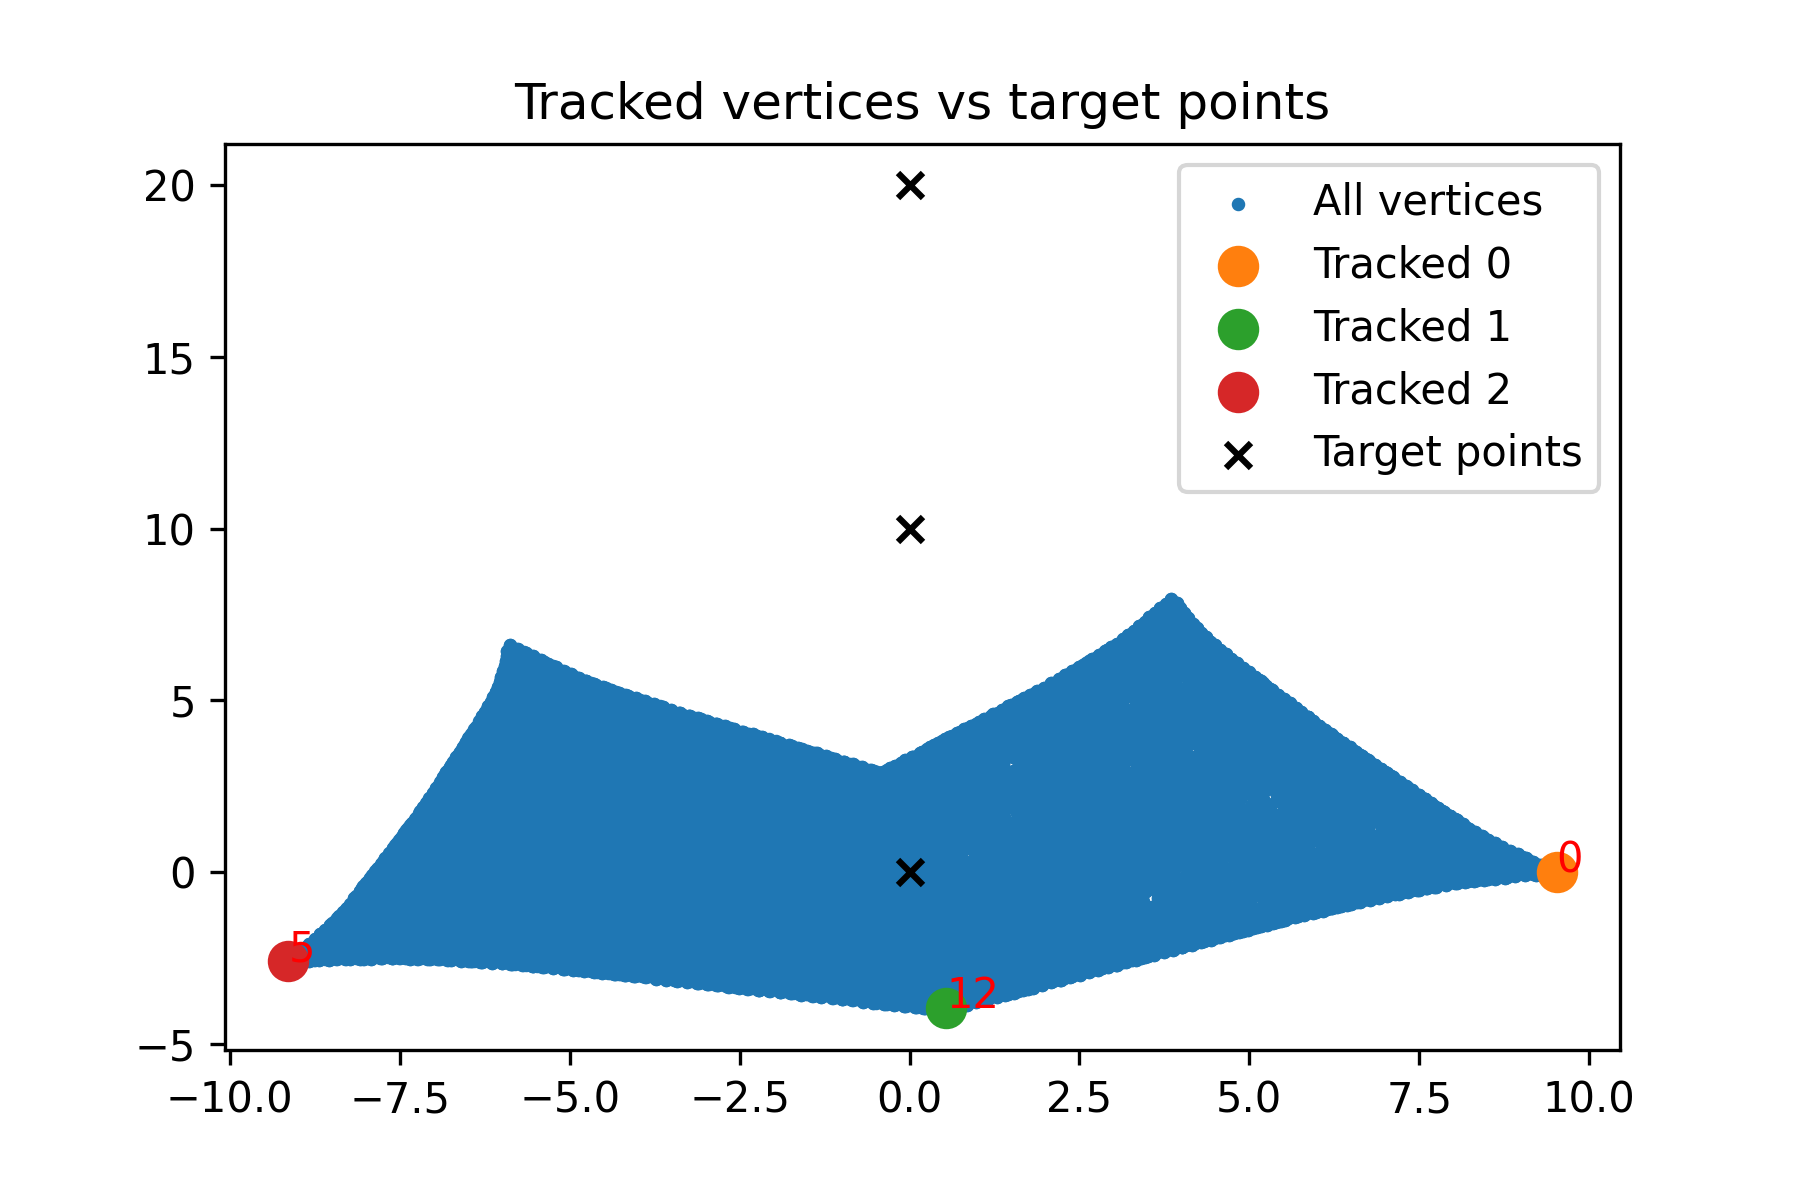 Tracked vertices vs target points
20
15
10
5
0
−5
All vertices
Tracked 0
Tracked 1
Tracked 2
Target points
0
5
12
−10.0 −7.5 −5.0 −2.5 0.0 2.5 5.0 7.5 10.0